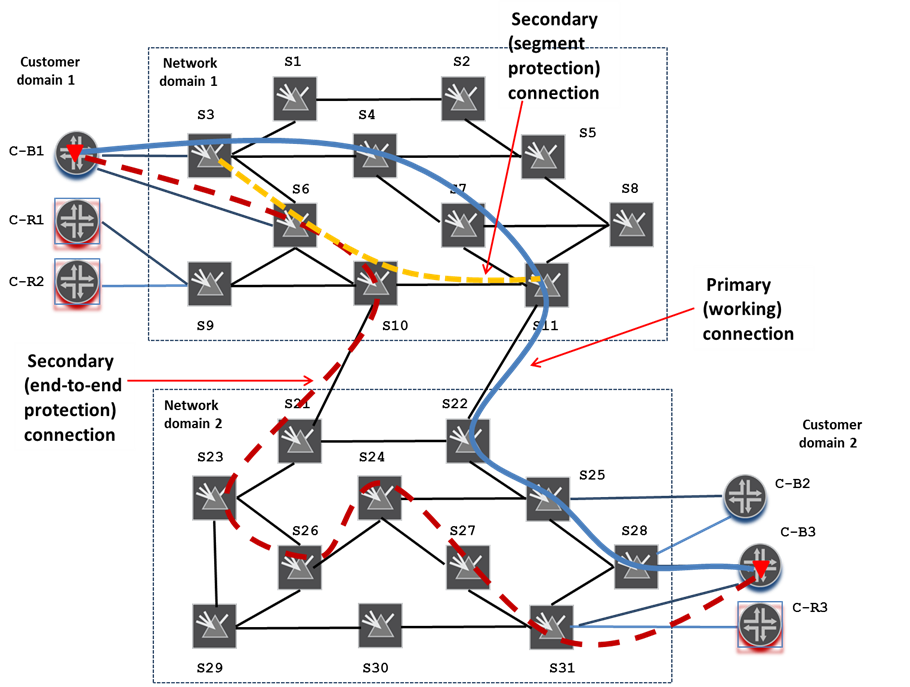 Secondary
(segment
protection)
connection
Customer
domain 1
Network
domain 1
S1
S2
S3
S4
S5
C-B1
S6
S7
S8
C-R1
C-R2
S9
S10
S11
Primary
(working)
connection
Secondary
(end-to-end
protection)
connection
Network
domain 2
S21
S22
Customer
domain 2
S23
S24
S25
C-B2
S26
S27
S28
C-B3
C-R3
S29
S30
S31